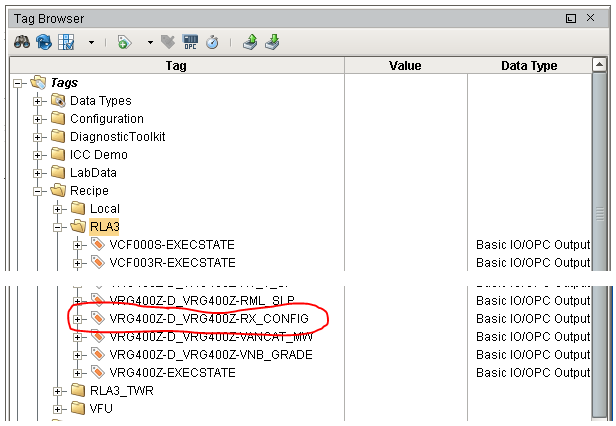 Tag Browser
OPC
Tag Value Data Type
Tags
Data Types
Configuration
DiagnosticToolkit
ICC Demo
LabData
Recipe
Local
RLA3
VCF000S-EXECSTATE Basic IO/OPC Output
VCF003R-EXECSTATE Basic IO/OPC Output
VRG400Z-D_VRG400Z-RML_SLP Basic IO/OPC Output
VRG400Z-D_VRG400Z-RX_CONFIG Basic IO/OPC Output
VRG400Z-D_VRG400Z-VANCAT_MW Basic IO/OPC Output
VRG400Z-D_VRG400Z-VNB_GRADE Basic IO/OPC Output
VRG400Z-EXECSTATE Basic IO/OPC Output
RLA3_TWR
VFU